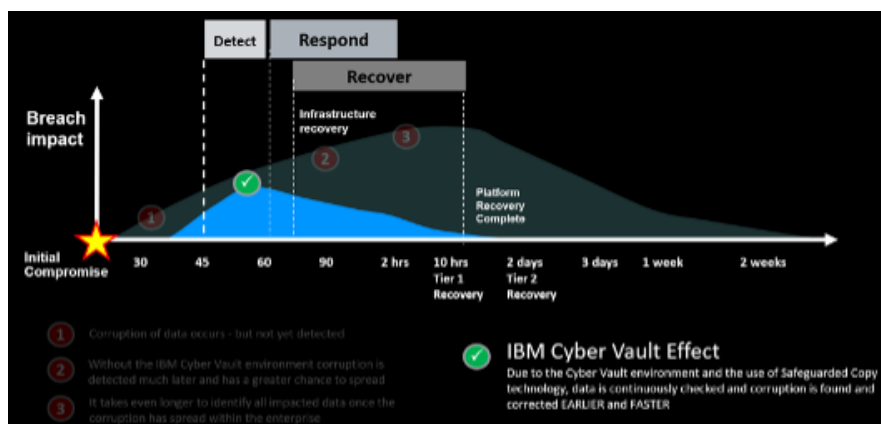 Detect
Respond
Recover
Breach
impact
Infrastructure
recovery
3
2
1
Platform
Recovery
Complete
Initial
Compromise
30
45
60
90
2 hrs
10 hrs
Tier 1
Recovery
2 days
Tier 2
Recovery
3 days
1 week
2 weeks
1
Corruption of data occurs - but not yet detected
2
Without the IBM Cyber Vault environment corruption is
detected much later and has a greater chance to spread
3
It takes even longer to identify all impacted data once the
corruption has spread within the enterprise
IBM Cyber Vault Effect
Due to the Cyber Vault environment and the use of Safeguarded Copy
technology, data is continuously checked and corruption is found and
corrected EARLIER and FASTER